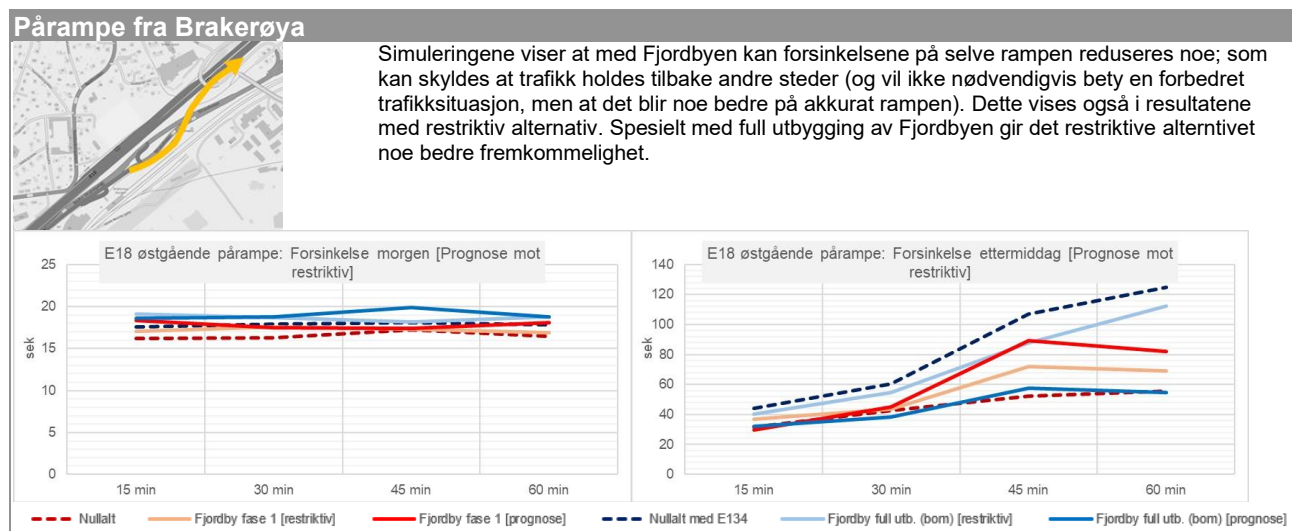 Pårampe fra Brakerøya
Simuleringene viser at med Fjordbyen kan forsinkelsene på selve rampen reduseres noe; som
kan skyldes at trafikk holdes tilbake andre steder (og vil ikke nødvendigvis bety en forbedret
trafikksituasjon, men at det blir noe bedre på akkurat rampen). Dette vises også i resultatene
med restriktiv alternativ. Spesielt med full utbygging av Fjordbyen gir det restriktive alterntivet
noe bedre fremkommelighet.
E18 østgående pårampe: Forsinkelse morgen [Prognose mot
restriktiv]
25
20
15
10
5
0
sek
15 min 30 min 45 min 60 min
E18 østgående pårampe: Forsinkelse ettermiddag [Prognose mot
restriktiv]
140
120
100
80
60
40
20
0
sek
15 min 30 min 45 min 60 min
Nullalt Fjordby fase 1 [restriktiv] Fjordby fase 1 [prognose] Nullalt med E134 Fjordby full utb. (bom) [restriktiv] Fjordby full utb. (bom) [prognose]